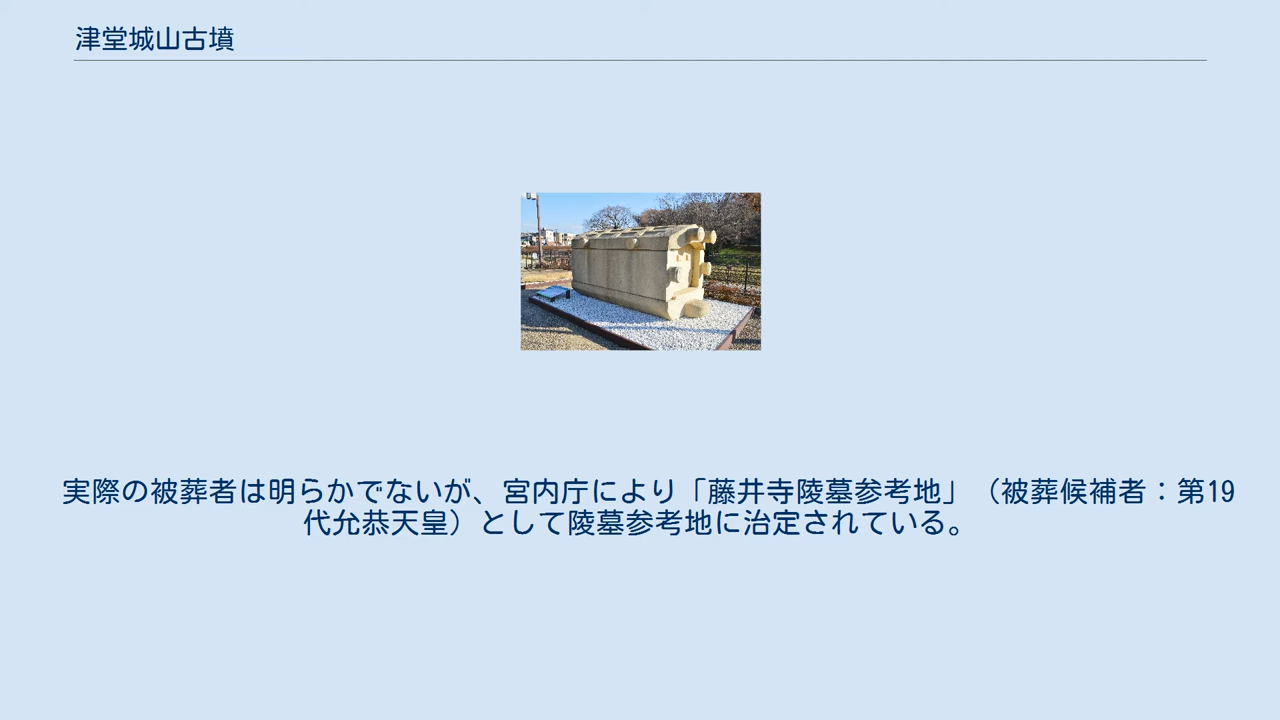 津堂城山古墳
実際の被葬者は明らかでないが、宮内庁により「藤井寺陵墓参考地」（被葬候補者：第19
代允恭天皇）として陵墓参考地に治定されている。